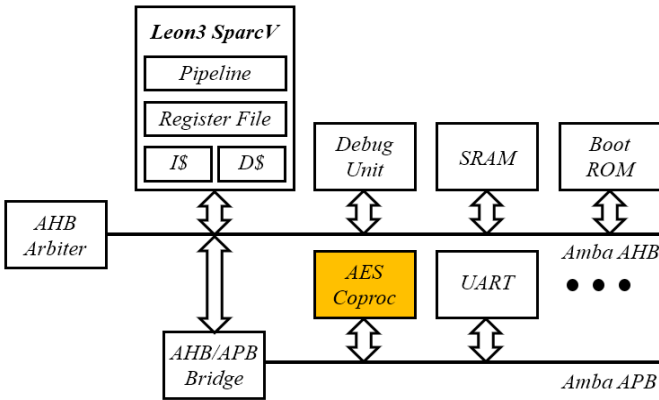 Leon3 SparcV
Pipeline
Register File
I$ D$
Debug
Unit
SRAM
Boot
ROM
AHB
Arbiter
Amba AHB
AES
Coproc
UART
AHB/APB
Bridge
Amba APB